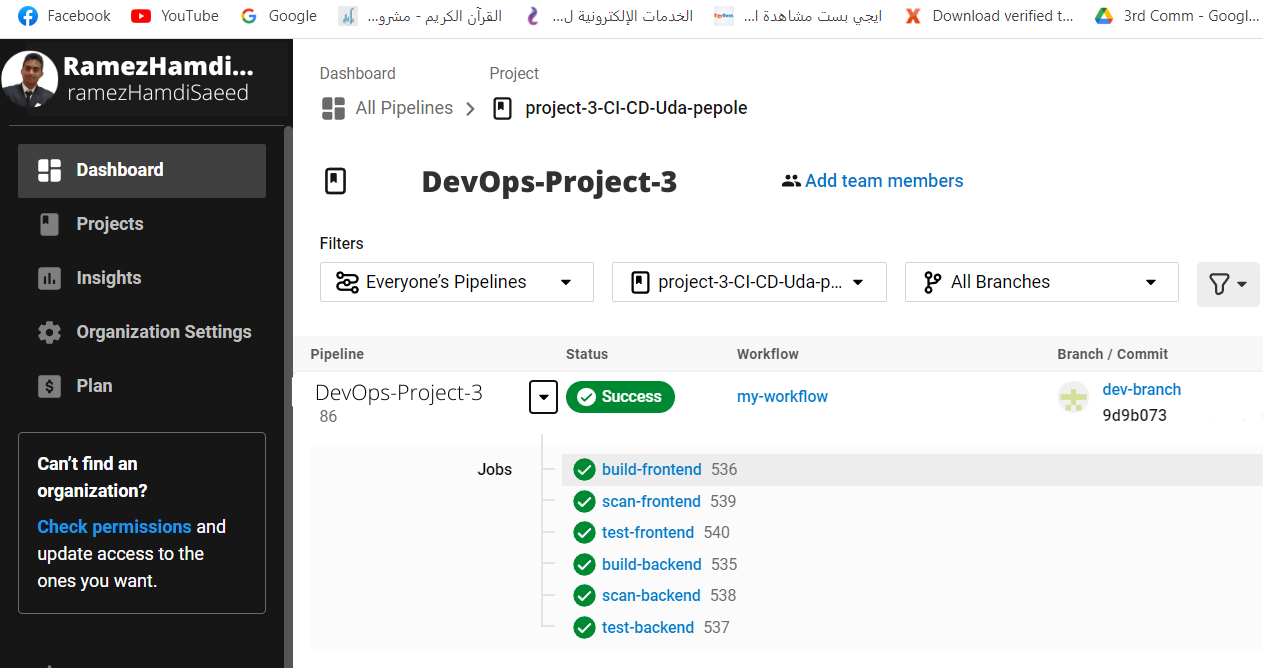 Facebook YouTube Google القرآن الكريم - مشرو... الخدمات الإلكترونية ل... ايجي بست مشاهدة ا... Download verified t... 3rd Comm - Googl...
RamezHamdi...
ramezHamdiSaeed
Dashboard
Projects
Insights
Organization Settings
Plan
Can't find an
organization?
Check permissions and
update access to the
ones you want.
Dashboard Project
All Pipelines project-3-CI-CD-Uda-pepole
DevOps-Project-3 Add team members
Filters
Everyone's Pipelines project-3-CI-CD-Uda-p... All Branches
Pipeline Status Workflow Branch / Commit
DevOps-Project-3 Success my-workflow dev-branch
86 9d9b073
Jobs build-frontend 536
scan-frontend 539
test-frontend 540
build-backend 535
scan-backend 538
test-backend 537